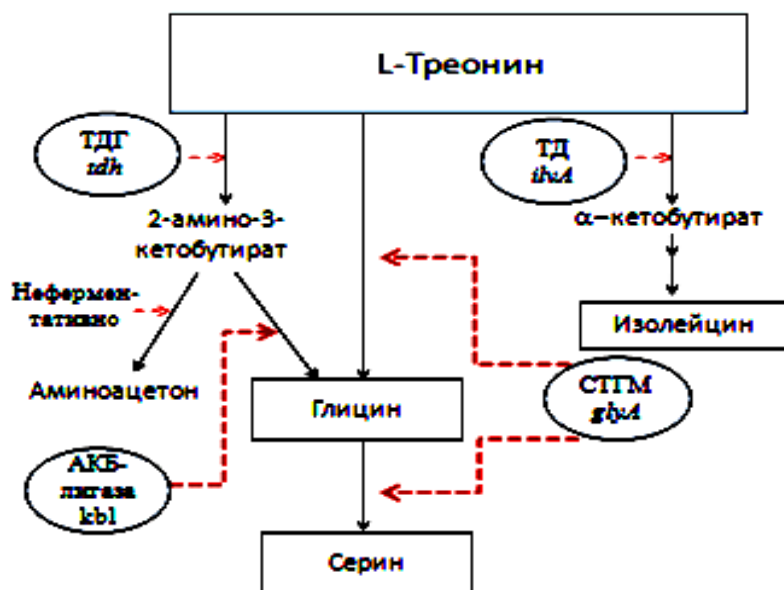 L-Треонин
ТДГ
tdh
ТД
ilvA
2-амино-3-
кетобутират
α–кетобутират
Нефермен-
тативно
Изолейцин
Аминоацетон
Глицин
СТГМ
glyA
АКБ-
лигаза
kbl
Серин